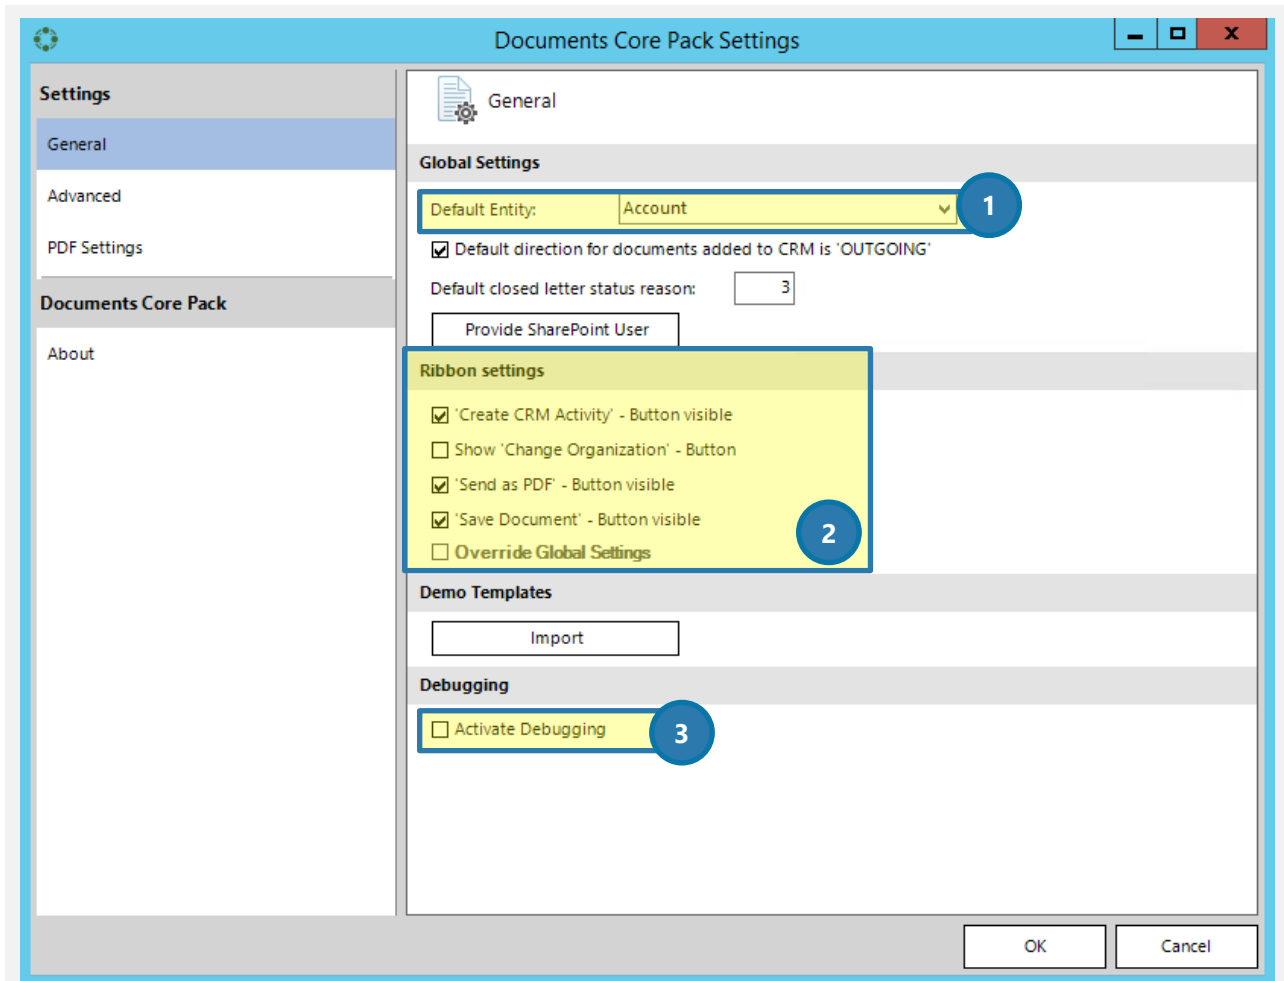 Documents Core Pack Settings
Settings
General
Advanced
PDF Settings
Documents Core Pack
About
General
Global Settings
Default Entity: Account 1
Default direction for documents added to CRM is 'OUTGOING'
Default closed letter status reason: 3
Provide SharePoint User
Ribbon settings
'Create CRM Activity' - Button visible
Show 'Change Organization' - Button
'Send as PDF' - Button visible
'Save Document' - Button visible
2
Override Global Settings
Demo Templates
Import
Debugging
Activate Debugging 3
OK Cancel